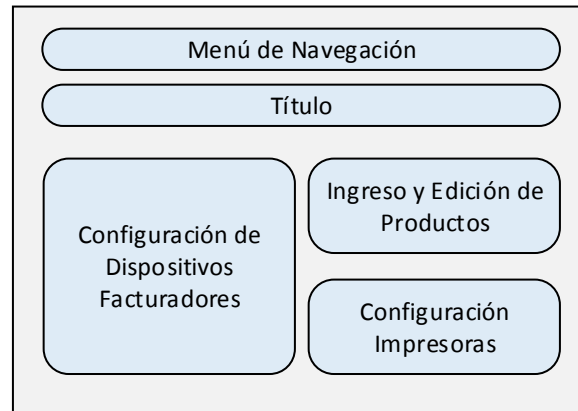 Menú de Navegación
Título
Configuración de
Dispositivos
Facturadores
Ingreso y Edición de
Productos
Configuración
Impresoras